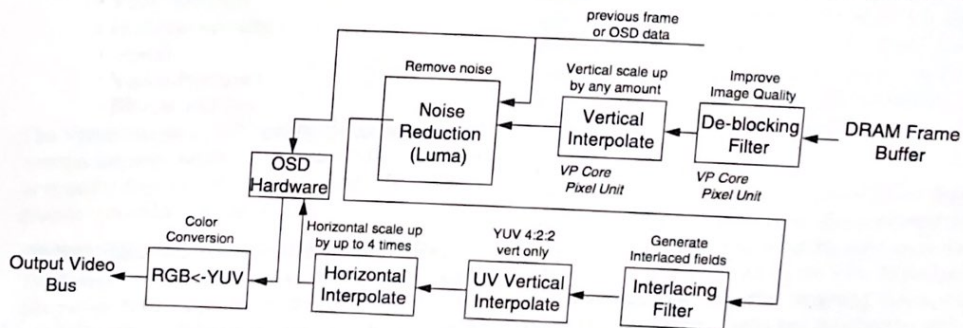 previous frame
or OSD data
Remove noise
Noise
Reduction
(Luma)
Vertical scale up
by any amount
Vertical
Interpolate
VP Core
Pixel Unit
Improve
Image Quality
De-blocking
Filter
VP Core
Pixel Unit
DRAM Frame
Buffer
OSD
Hardware
Color
Conversion
RGB<-YUV
Output Video
Bus
Horizontal scale up
by up to 4 times
Horizontal
Interpolate
YUV 4:2:2
vert only
UV Vertical
Interpolate
Generate
Interlaced fields
Interlacing
Filter